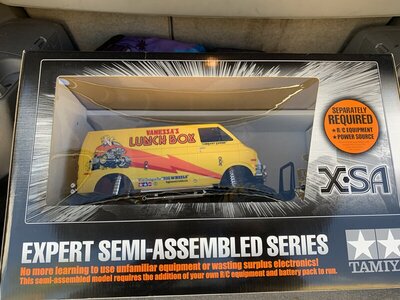 SEPARATELY
REQUIRED
R/C EQUIPMENT
POWER SOURCE
VANESSA'S
LUNCH BOX
X-SA
EXPERT SEMI-ASSEMBLED SERIES
TAMIYA
No more learning to use unfamiliar equipment or wasting surplus electronics!
This semi-assembled model requires the addition of your own R/C equipment and battery pack to run.